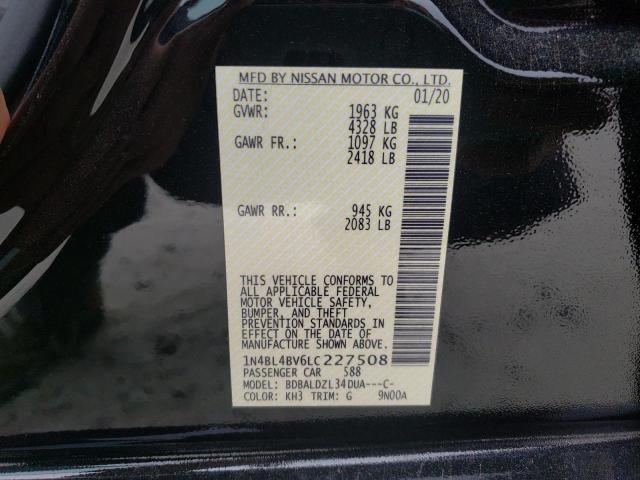 MFD BY NISSAN MOTOR CO., LTD.
DATE: 01/20
GVWR: 1963 KG
4328 LB
GAWR FR.: 1097 KG
2418 LB
GAWR RR.: 945 KG
2083 LB
THIS VEHICLE CONFORMS TO
ALL APPLICABLE FEDERAL
MOTOR VEHICLE SAFETY,
BUMPER, AND THEFT
PREVENTION STANDARDS IN
EFFECT ON THE DATE OF
MANUFACTURE SHOWN ABOVE.
1N4BL4BV6LC227508
PASSENGER CAR 588
MODEL: BDBALDZL34DUA---C-
COLOR: KH3 TRIM: G 9N00A